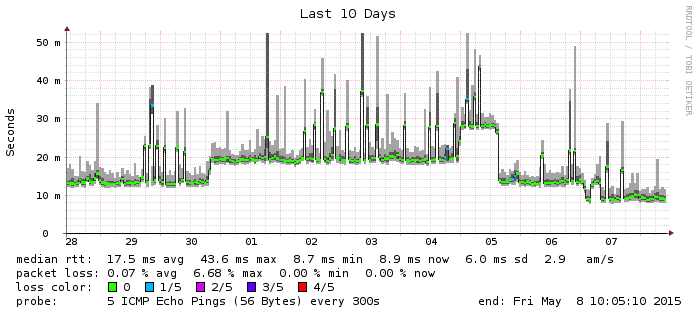 Last 10 Days
RRDTOOL / TOBI OETIKER
Seconds
50 m
40 m
30 m
20 m
10 m
0
28 29 30 01 02 03 04 05 06 07
median rtt: 17.5 ms avg 43.6 ms max 8.7 ms min 8.9 ms now 6.0 ms sd 2.9 am/s
packet loss: 0.07 % avg 6.68 % max 0.00 % min 0.00 % now
loss color: 0 1/5 2/5 3/5 4/5
probe: 5 ICMP Echo Pings (56 Bytes) every 300s end: Fri May 8 10:05:10 2015